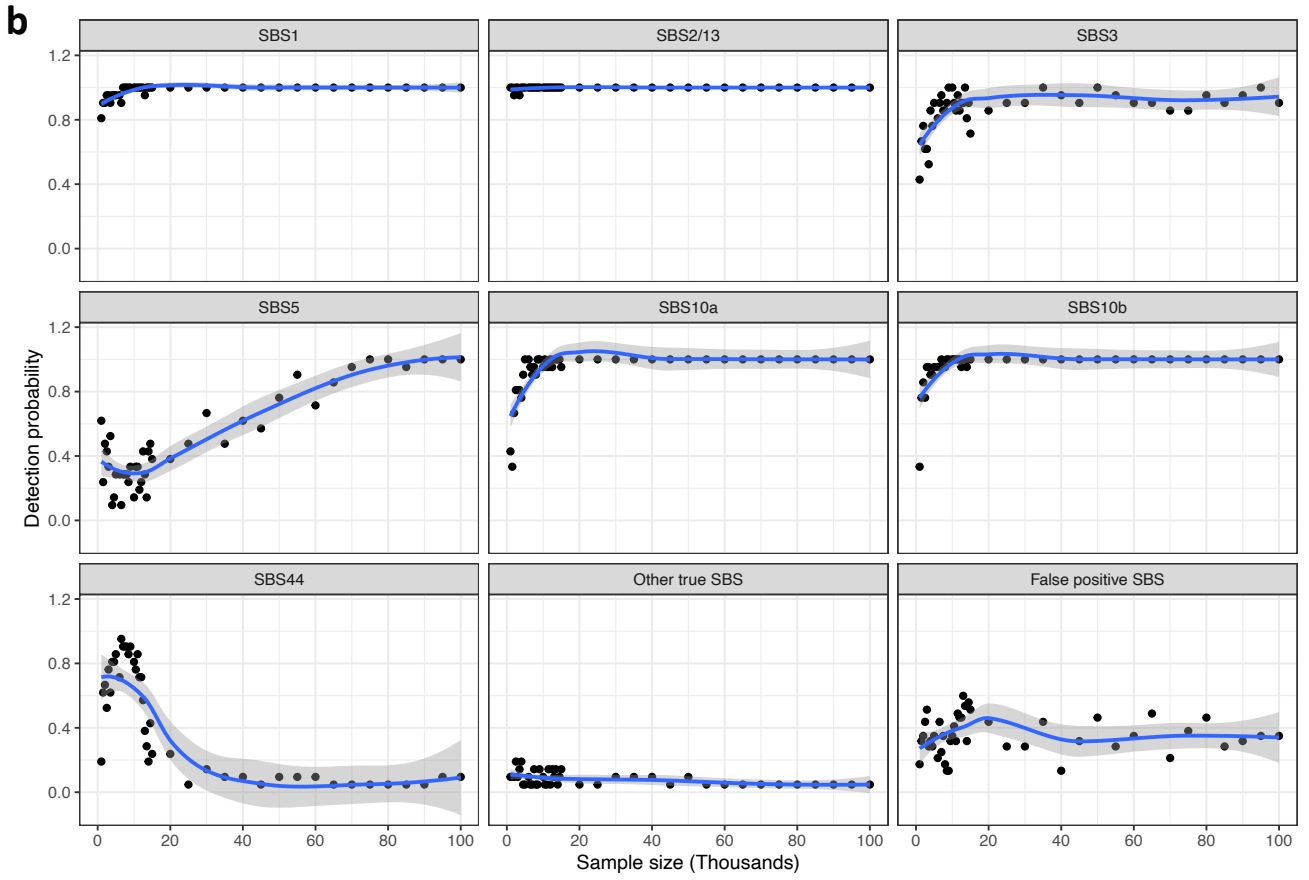 b
SBS1 SBS2/13 SBS3
1.2
0.8
0.4
0.0
SBS5 SBS10a SBS10b
1.2
0.8
0.4
0.0
Detection probability
SBS44 Other true SBS False positive SBS
1.2
0.8
0.4
0.0
0 20 40 60 80 100 0 20 40 60 80 100 0 20 40 60 80 100
Sample size (Thousands)